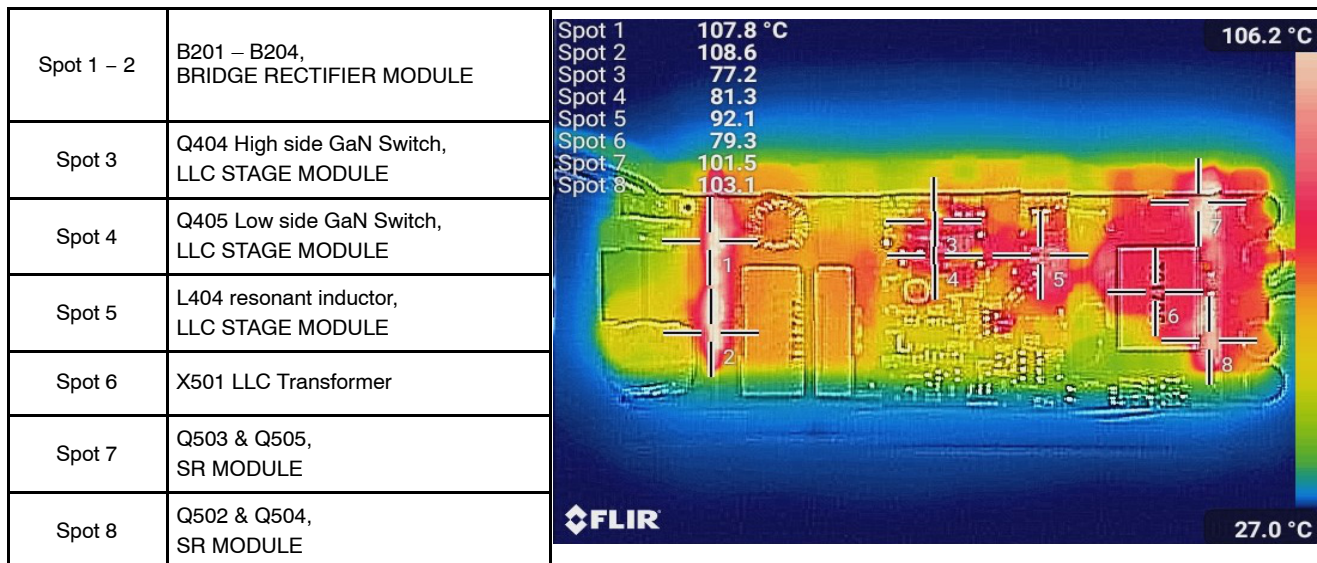 Spot 1 – 2
B201 – B204,
BRIDGE RECTIFIER MODULE
Spot 3
Q404 High side GaN Switch,
LLC STAGE MODULE
Spot 4
Q405 Low side GaN Switch,
LLC STAGE MODULE
Spot 5
L404 resonant inductor,
LLC STAGE MODULE
Spot 6
X501 LLC Transformer
Spot 7
Q503 & Q505,
SR MODULE
Spot 8
Q502 & Q504,
SR MODULE
Spot 1 107.8 °C
Spot 2 108.6
Spot 3 77.2
Spot 4 81.3
Spot 5 92.1
Spot 6 79.3
Spot 7 101.5
Spot 8 103.1
106.2 °C
7
3
1
4
5
6
2
8
FLIR
27.0 °C